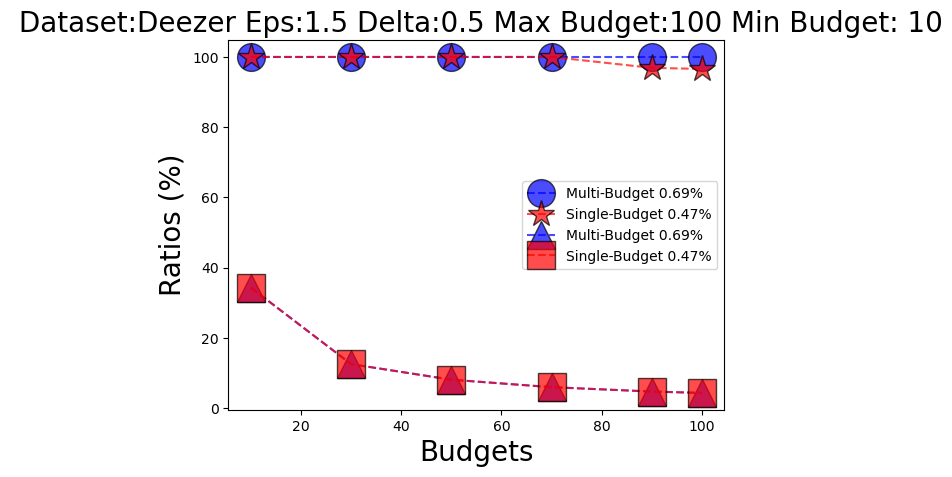 Dataset:Deezer Eps:1.5 Delta:0.5 Max Budget:100 Min Budget: 10
100
80
60
40
20
0
Ratios (%)
Multi-Budget 0.69%
Single-Budget 0.47%
Multi-Budget 0.69%
Single-Budget 0.47%
20 40 60 80 100
Budgets